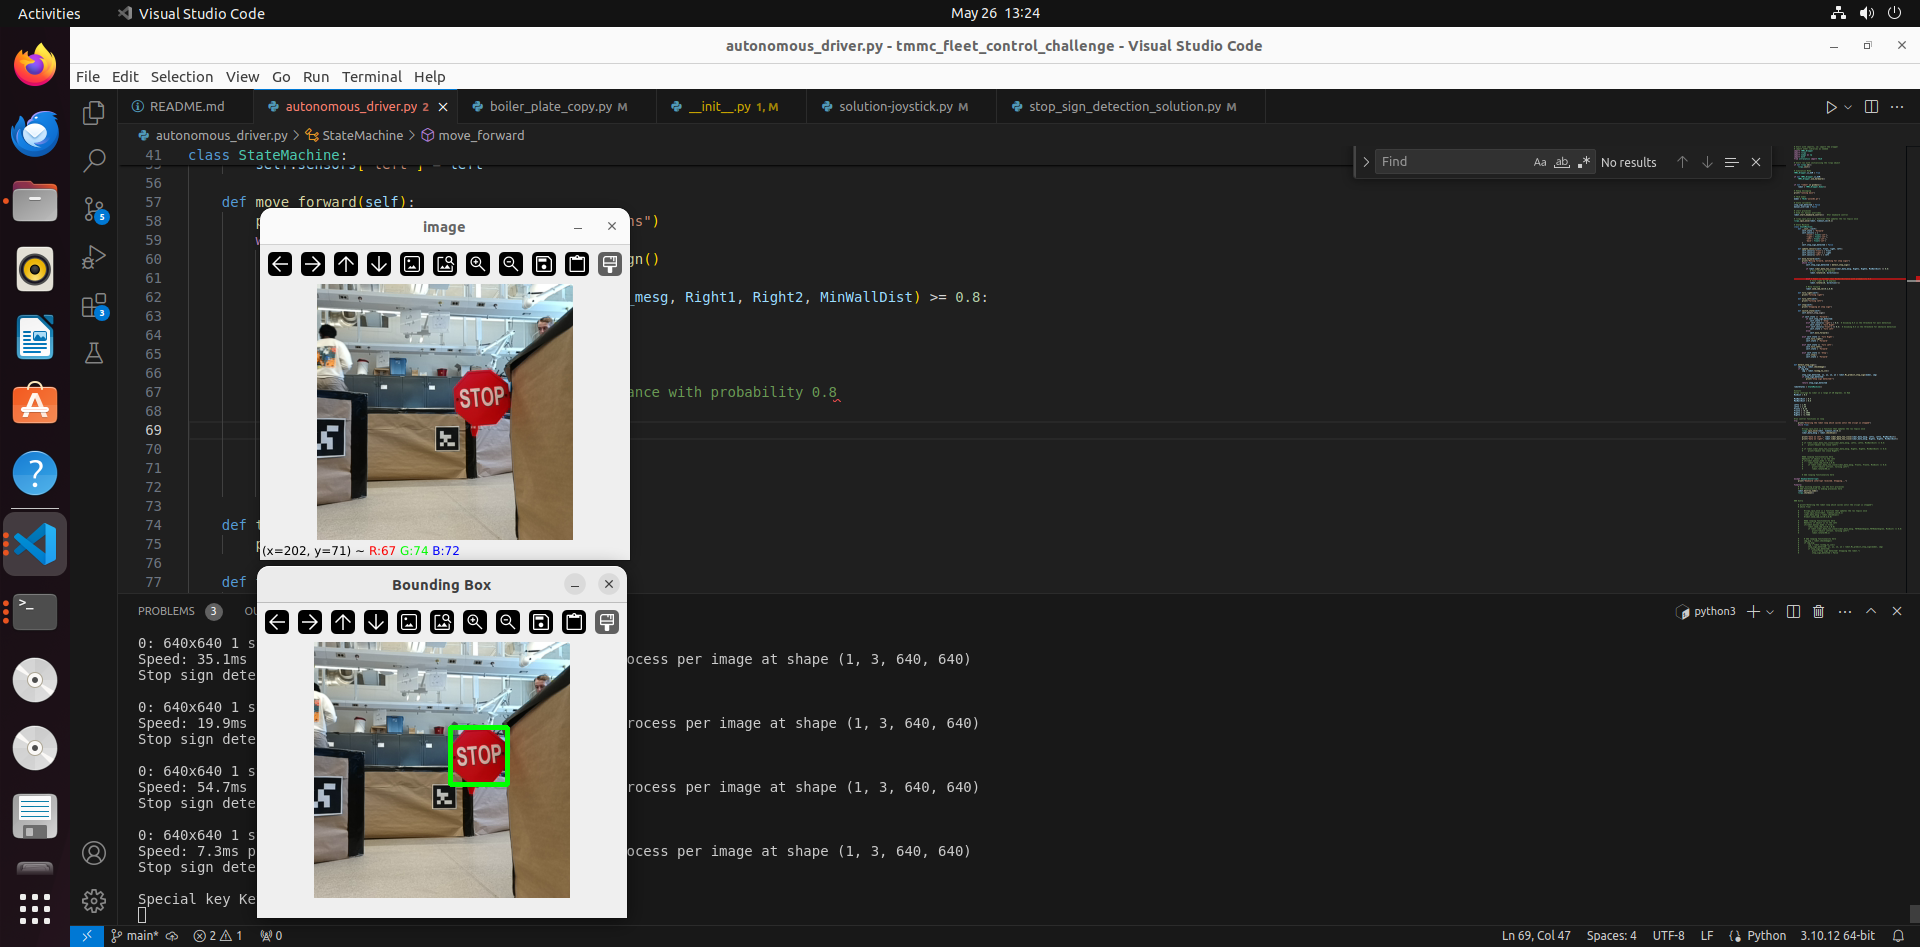 Activities
Visual Studio Code
May 26 13:24
autonomous_driver.py - tmmc_fleet_control_challenge - Visual Studio Code
File Edit Selection View Go Run Terminal Help
README.md
autonomous_driver.py 2
boiler_plate_copy.py M
__init__.py 1, M
solution-joystick.py M
stop_sign_detection_solution.py M
autonomous_driver.py > StateMachine > move_forward
41 class StateMachine:
Find
Aa ab
No results
56
57 def move_forward(self):
58 ns")
59
60 gn()
61
62 _mesg, Right1, Right2, MinWallDist) >= 0.8:
63
64
65
66
67 ance with probability 0.8
68
69
70
71
72
73
74 def
75
76
77 def
image
STOP
(x=202, y=71) ~ R:67 G:74 B:72
Bounding Box
STOP
PROBLEMS 3
python3
0: 640x640 1 s
Speed: 35.1ms rocess per image at shape (1, 3, 640, 640)
Stop sign dete
0: 640x640 1 s
Speed: 19.9ms rocess per image at shape (1, 3, 640, 640)
Stop sign dete
0: 640x640 1 s
Speed: 54.7ms rocess per image at shape (1, 3, 640, 640)
Stop sign dete
0: 640x640 1 s
Speed: 7.3ms p rocess per image at shape (1, 3, 640, 640)
Stop sign dete
Special key Ke
5
3
main*
2 1
0
Ln 69, Col 47
Spaces: 4
UTF-8
LF
Python
3.10.12 64-bit